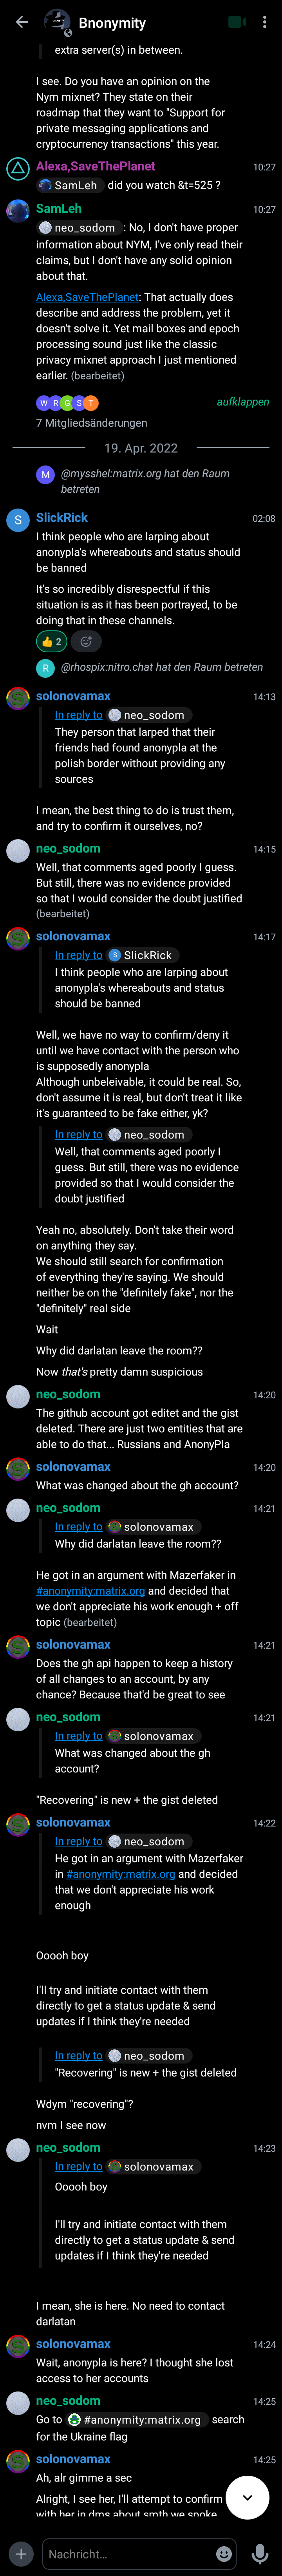 Bnonymity
extra server(s) in between.
I see. Do you have an opinion on the
Nym mixnet? They state on their
roadmap that they want to "Support for
private messaging applications and
cryptocurrency transactions" this year.
Alexa,SaveThePlanet 10:27
SamLeh did you watch &t=525 ?
SamLeh 10:27
neo_sodom : No, I don't have proper
information about NYM, I've only read their
claims, but I don't have any solid opinion
about that.
Alexa,SaveThePlanet: That actually does
describe and address the problem, yet it
doesn't solve it. Yet mail boxes and epoch
processing sound just like the classic
privacy mixnet approach I just mentioned
earlier. (bearbeitet)
W R G S T aufklappen
7 Mitgliedsänderungen
19. Apr. 2022
M @mysshel:matrix.org hat den Raum
betreten
S SlickRick 02:08
I think people who are larping about
anonypla's whereabouts and status should
be banned
It's so incredibly disrespectful if this
situation is as it has been portrayed, to be
doing that in these channels.
👍 2
R @rhospix:nitro.chat hat den Raum betreten
solonovamax 14:13
In reply to neo_sodom
They person that larped that their
friends had found anonypla at the
polish border without providing any
sources
I mean, the best thing to do is trust them,
and try to confirm it ourselves, no?
neo_sodom 14:15
Well, that comments aged poorly I guess.
But still, there was no evidence provided
so that I would consider the doubt justified
(bearbeitet)
solonovamax 14:17
In reply to S SlickRick
I think people who are larping about
anonypla's whereabouts and status
should be banned
Well, we have no way to confirm/deny it
until we have contact with the person who
is supposedly anonypla
Although unbeleivable, it could be real. So,
don't assume it is real, but don't treat it like
it's guaranteed to be fake either, yk?
In reply to neo_sodom
Well, that comments aged poorly I
guess. But still, there was no evidence
provided so that I would consider the
doubt justified
Yeah no, absolutely. Don't take their word
on anything they say.
We should still search for confirmation
of everything they're saying. We should
neither be on the "definitely fake", nor the
"definitely" real side
Wait
Why did darlatan leave the room??
Now that's pretty damn suspicious
neo_sodom 14:20
The github account got editet and the gist
deleted. There are just two entities that are
able to do that... Russians and AnonyPla
solonovamax 14:20
What was changed about the gh account?
neo_sodom 14:21
In reply to solonovamax
Why did darlatan leave the room??
He got in an argument with Mazerfaker in
#anonymity:matrix.org and decided that
we don't appreciate his work enough + off
topic (bearbeitet)
solonovamax 14:21
Does the gh api happen to keep a history
of all changes to an account, by any
chance? Because that'd be great to see
neo_sodom 14:21
In reply to solonovamax
What was changed about the gh
account?
"Recovering" is new + the gist deleted
solonovamax 14:22
In reply to neo_sodom
He got in an argument with Mazerfaker
in #anonymity:matrix.org and decided
that we don't appreciate his work
enough
Ooooh boy
I'll try and initiate contact with them
directly to get a status update & send
updates if I think they're needed
In reply to neo_sodom
"Recovering" is new + the gist deleted
Wdym "recovering"?
nvm I see now
neo_sodom 14:23
In reply to solonovamax
Ooooh boy
I'll try and initiate contact with them
directly to get a status update & send
updates if I think they're needed
I mean, she is here. No need to contact
darlatan
solonovamax 14:24
Wait, anonypla is here? I thought she lost
access to her accounts
neo_sodom 14:25
Go to #anonymity:matrix.org search
for the Ukraine flag
solonovamax 14:25
Ah, alr gimme a sec
Alright, I see her, I'll attempt to confirm
with her in dms about smth we spoke
Nachricht...